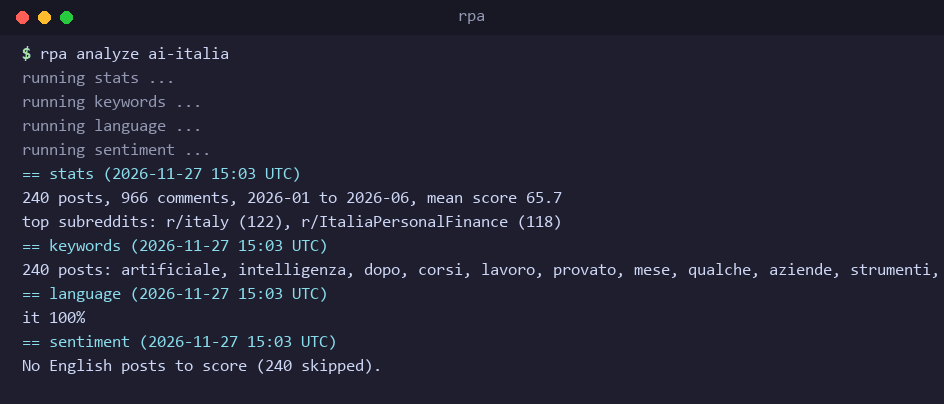 rpa
$ rpa analyze ai-italia
running stats ...
running keywords ...
running language ...
running sentiment ...
== stats (2026-11-27 15:03 UTC)
240 posts, 966 comments, 2026-01 to 2026-06, mean score 65.7
top subreddits: r/italy (122), r/ItaliaPersonalFinance (118)
== keywords (2026-11-27 15:03 UTC)
240 posts: artificiale, intelligenza, dopo, corsi, lavoro, provato, mese, qualche, aziende, strumenti,
== language (2026-11-27 15:03 UTC)
it 100%
== sentiment (2026-11-27 15:03 UTC)
No English posts to score (240 skipped).